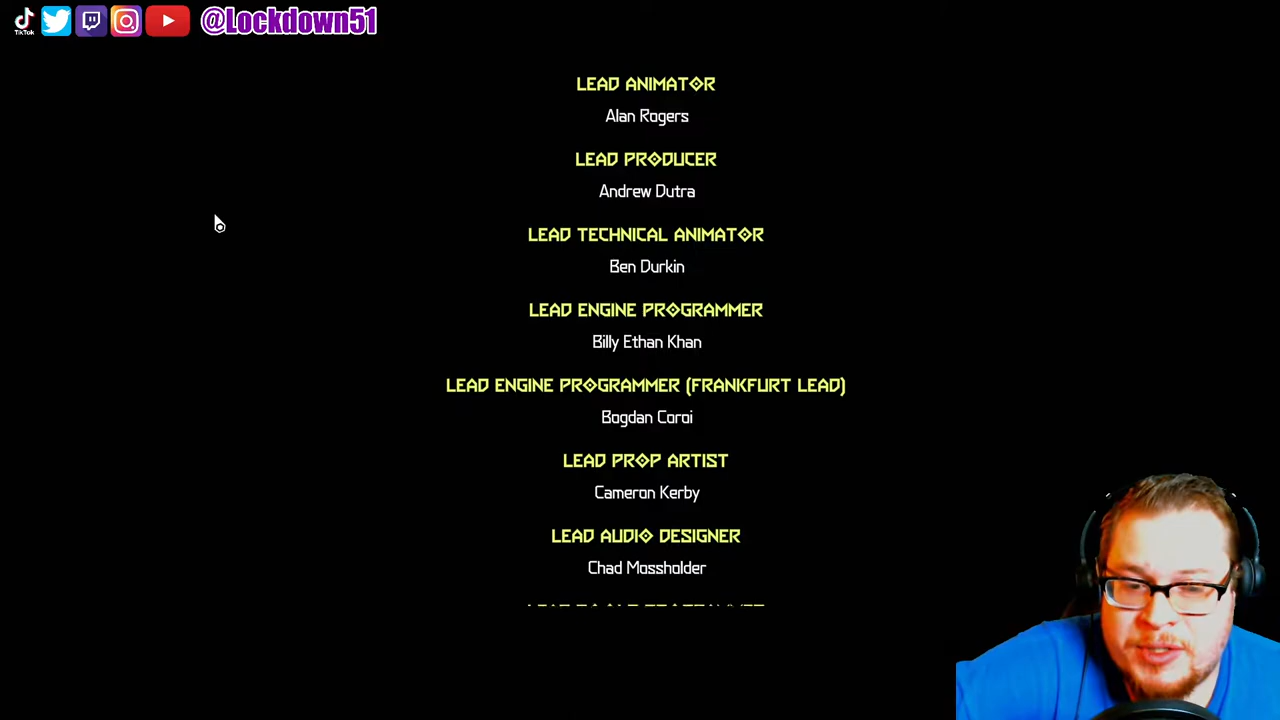 TikTok
@Lockdown51
LEAD ANIMATOR
Alan Rogers
LEAD PRODUCER
Andrew Dutra
LEAD TECHNICAL ANIMATOR
Ben Durkin
LEAD ENGINE PROGRAMMER
Billy Ethan Khan
LEAD ENGINE PROGRAMMER (FRANKFURT LEAD)
Bogdan Coroi
LEAD PROP ARTIST
Cameron Kerby
LEAD AUDIO DESIGNER
Chad Mossholder